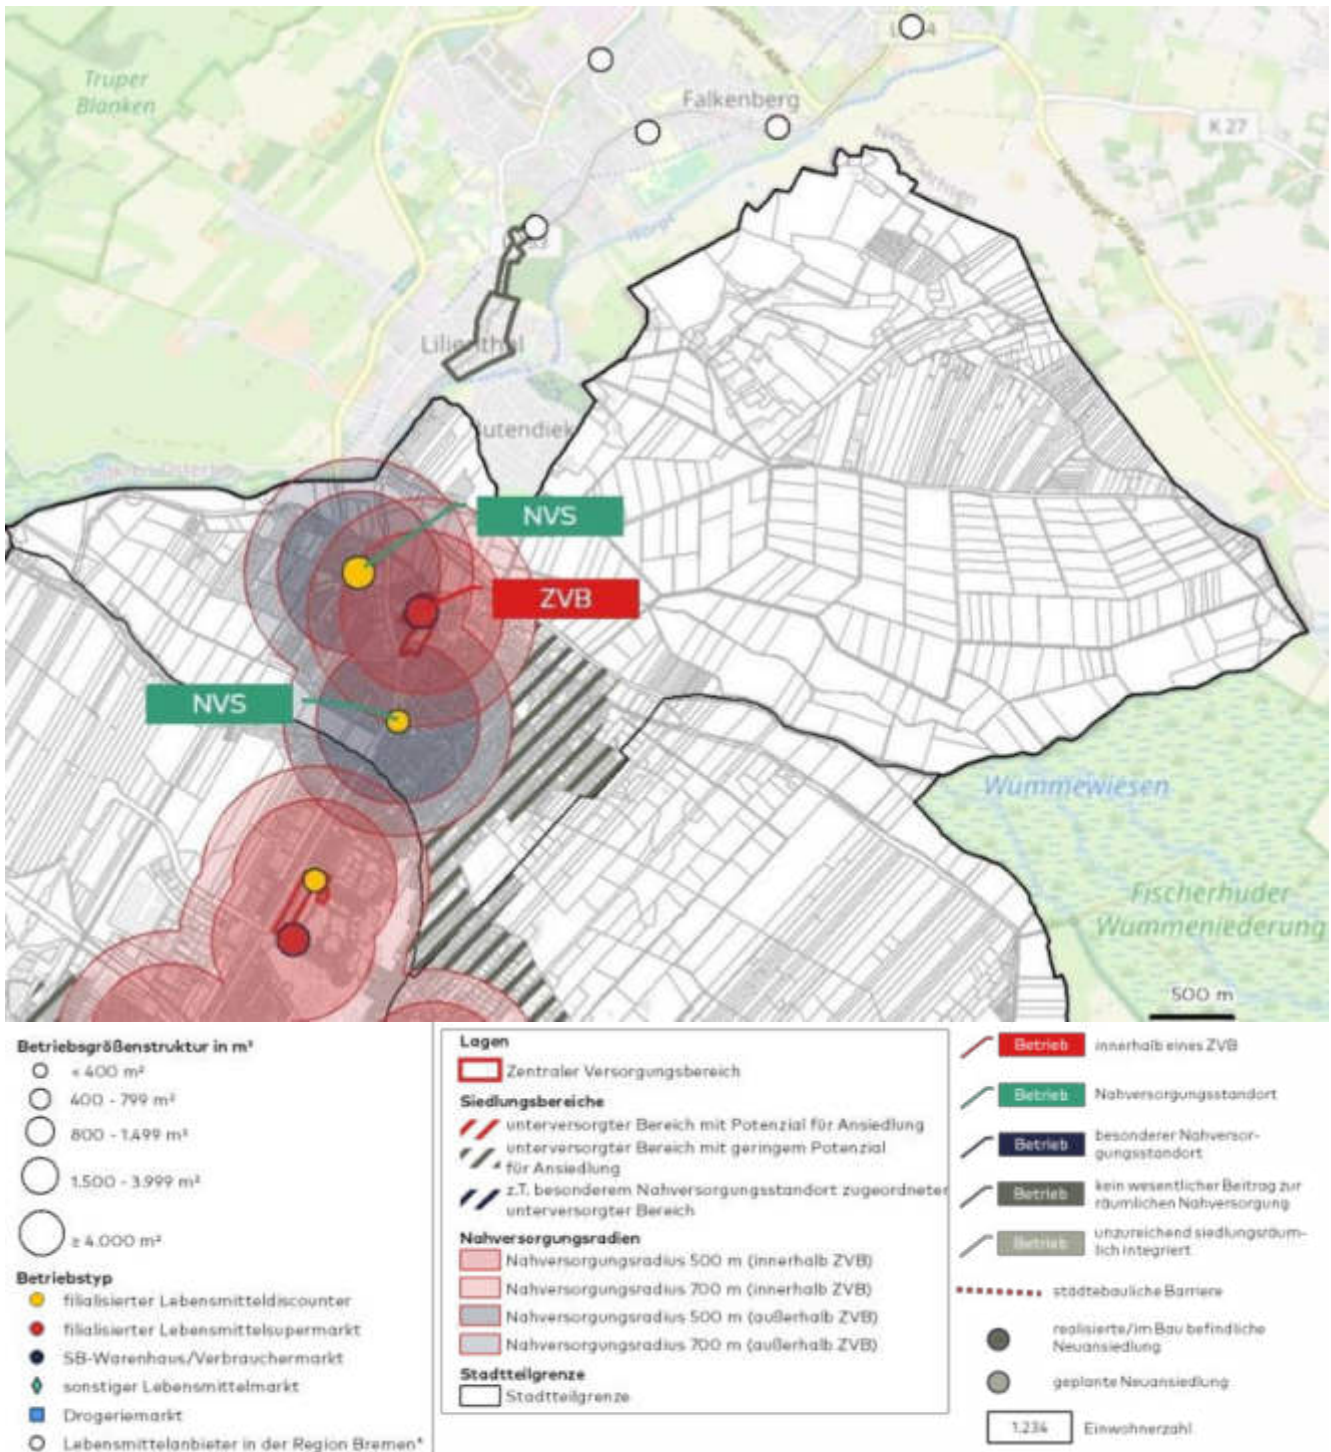 Truper
Blanken
Falkenberg
K 27
Wörpe
Lilienthal
Butendiek
NVS
ZVB
NVS
Wümmewiesen
Fischerhuder
Wümmeniederung
500 m
Betriebsgrößenstruktur in m²
< 400 m²
400 - 799 m²
800 - 1.499 m²
1.500 - 3.999 m²
≥ 4.000 m²
Betriebstyp
filialisierter Lebensmitteldiscounter
filialisierter Lebensmittelsupermarkt
SB-Warenhaus/Verbrauchermarkt
sonstiger Lebensmittelmarkt
Drogeriemarkt
Lebensmittelanbieter in der Region Bremen*
Lagen
Zentraler Versorgungsbereich
Siedlungsbereiche
unterversorgter Bereich mit Potenzial für Ansiedlung
unterversorgter Bereich mit geringem Potenzial
für Ansiedlung
z.T. besonderem Nahversorgungsstandort zugeordneter
unterversorgter Bereich
Nahversorgungsradien
Nahversorgungsradius 500 m (innerhalb ZVB)
Nahversorgungsradius 700 m (innerhalb ZVB)
Nahversorgungsradius 500 m (außerhalb ZVB)
Nahversorgungsradius 700 m (außerhalb ZVB)
Stadtteilgrenze
Stadtteilgrenze
Betrieb innerhalb eines ZVB
Betrieb Nahversorgungsstandort
Betrieb besonderer Nahversor-
gungsstandort
Betrieb kein wesentlicher Beitrag zur
räumlichen Nahversorgung
Betrieb unzureichend siedlungsräum-
lich integriert
städtebauliche Barriere
realisierte/im Bau befindliche
Neuansiedlung
geplante Neuansiedlung
1.234 Einwohnerzahl